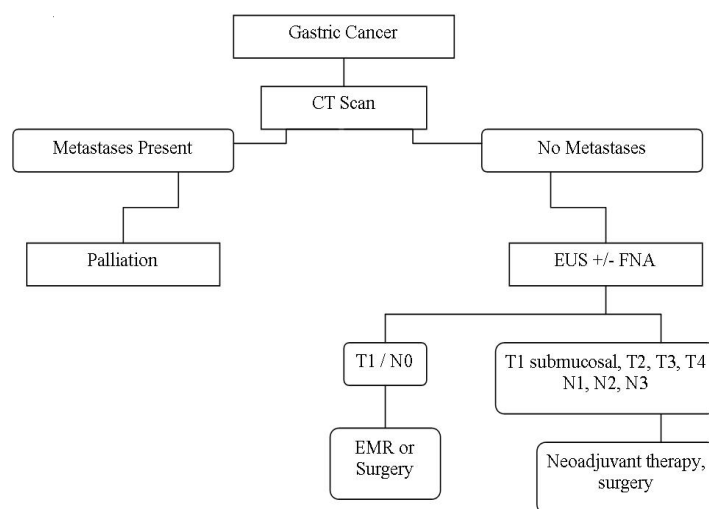 Gastric Cancer
CT Scan
Metastases Present
No Metastases
Palliation
EUS +/- FNA
T1 / N0
T1 submucosal, T2, T3, T4
N1, N2, N3
EMR or
Surgery
Neoadjuvant therapy,
surgery